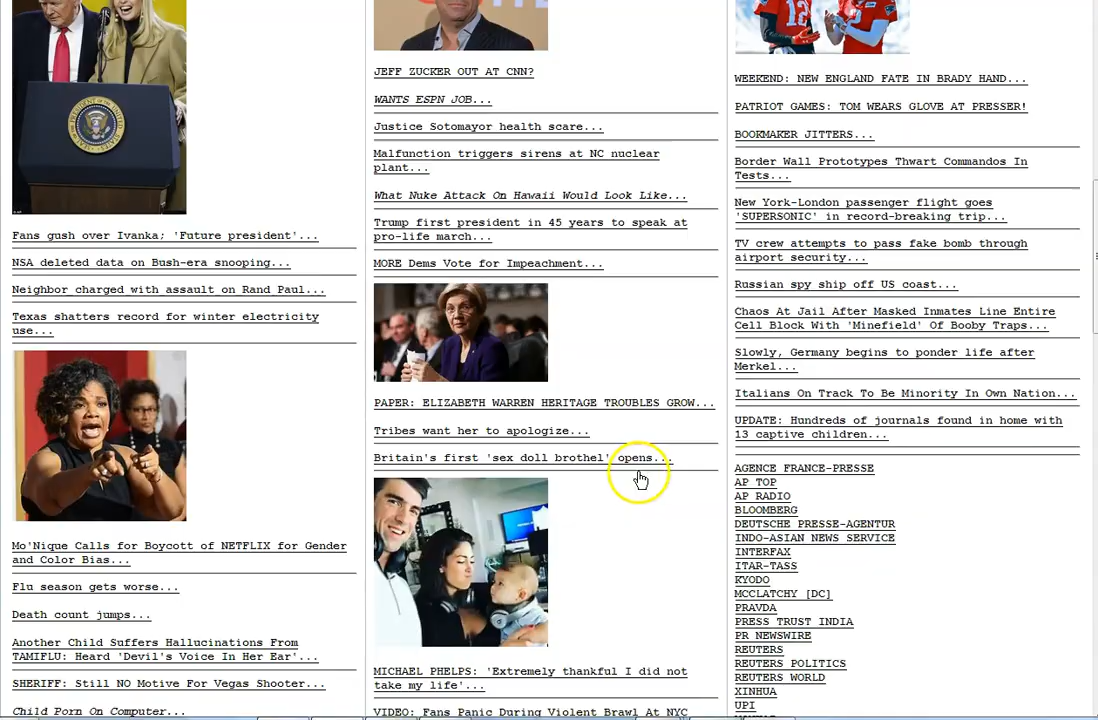 Fans gush over Ivanka; 'Future president'...
NSA deleted data on Bush-era snooping...
Neighbor charged with assault on Rand Paul...
Texas shatters record for winter electricity
use...
Mo'Nique Calls for Boycott of NETFLIX for Gender
and Color Bias...
Flu season gets worse...
Death count jumps...
Another Child Suffers Hallucinations From
TAMIFLU: Heard 'Devil's Voice In Her Ear'...
SHERIFF: Still NO Motive For Vegas Shooter...
Child Porn On Computer...
JEFF ZUCKER OUT AT CNN?
WANTS ESPN JOB...
Justice Sotomayor health scare...
Malfunction triggers sirens at NC nuclear
plant...
What Nuke Attack On Hawaii Would Look Like...
Trump first president in 45 years to speak at
pro-life march...
MORE Dems Vote for Impeachment...
PAPER: ELIZABETH WARREN HERITAGE TROUBLES GROW...
Tribes want her to apologize...
Britain's first 'sex doll brothel' opens...
MICHAEL PHELPS: 'Extremely thankful I did not
take my life'...
VIDEO: Fans Panic During Violent Brawl At NYC
WEEKEND: NEW ENGLAND FATE IN BRADY HAND...
PATRIOT GAMES: TOM WEARS GLOVE AT PRESSER!
BOOKMAKER JITTERS...
Border Wall Prototypes Thwart Commandos In
Tests...
New York-London passenger flight goes
'SUPERSONIC' in record-breaking trip...
TV crew attempts to pass fake bomb through
airport security...
Russian spy ship off US coast...
Chaos At Jail After Masked Inmates Line Entire
Cell Block With 'Minefield' Of Booby Traps...
Slowly, Germany begins to ponder life after
Merkel...
Italians On Track To Be Minority In Own Nation...
UPDATE: Hundreds of journals found in home with
13 captive children...
AGENCE FRANCE-PRESSE
AP TOP
AP RADIO
BLOOMBERG
DEUTSCHE PRESSE-AGENTUR
INDO-ASIAN NEWS SERVICE
INTERFAX
ITAR-TASS
KYODO
MCCLATCHY [DC]
PRAVDA
PRESS TRUST INDIA
PR NEWSWIRE
REUTERS
REUTERS POLITICS
REUTERS WORLD
XINHUA
UPI